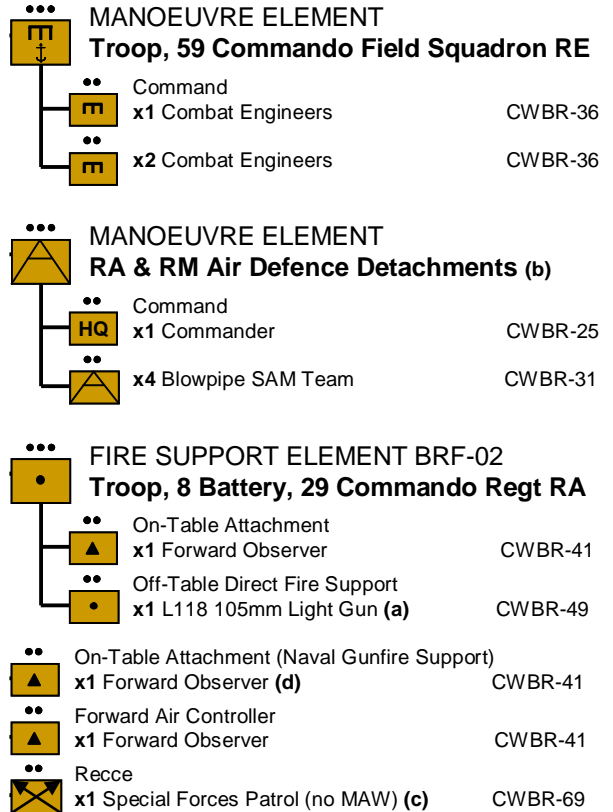 MANOEUVRE ELEMENT
Troop, 59 Commando Field Squadron RE
Command
x1 Combat Engineers CWBR-36
x2 Combat Engineers CWBR-36
MANOEUVRE ELEMENT
RA & RM Air Defence Detachments (b)
Command
HQ x1 Commander CWBR-25
x4 Blowpipe SAM Team CWBR-31
FIRE SUPPORT ELEMENT BRF-02
Troop, 8 Battery, 29 Commando Regt RA
On-Table Attachment
x1 Forward Observer CWBR-41
Off-Table Direct Fire Support
x1 L118 105mm Light Gun (a) CWBR-49
On-Table Attachment (Naval Gunfire Support)
x1 Forward Observer (d) CWBR-41
Forward Air Controller
x1 Forward Observer CWBR-41
Recce
x1 Special Forces Patrol (no MAW) (c) CWBR-69